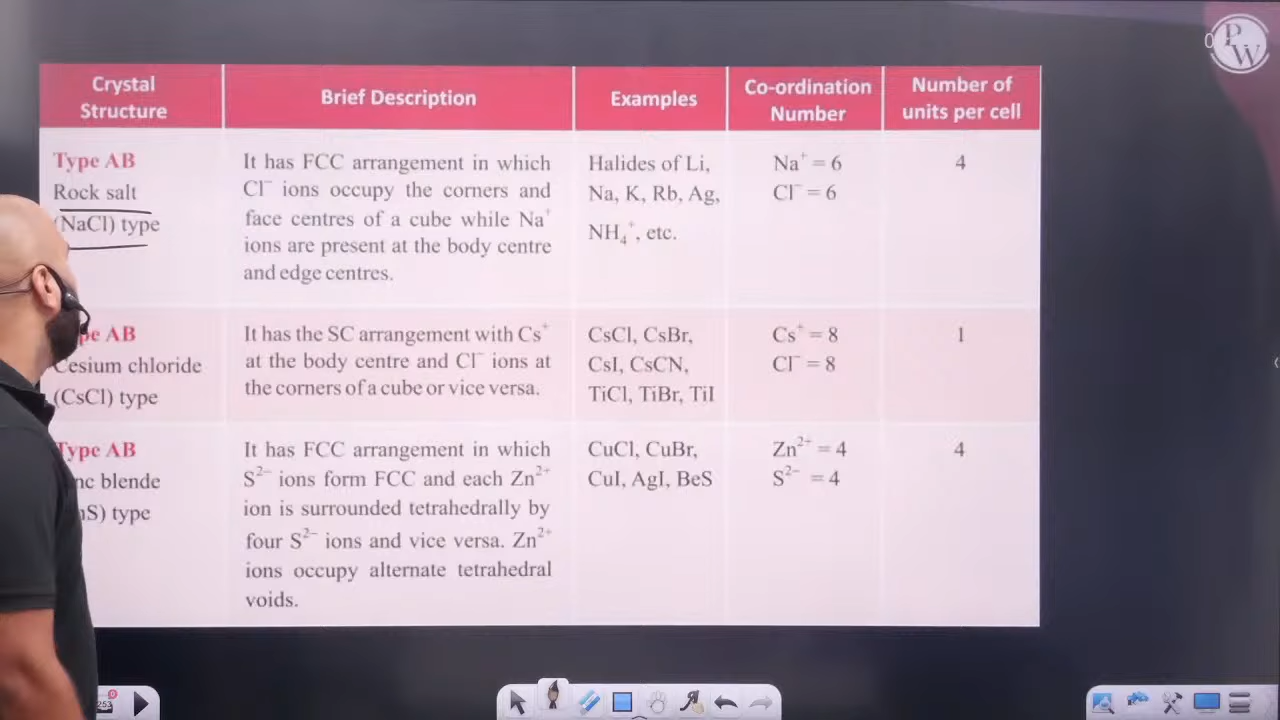 PW
Crystal Structure
Brief Description
Examples
Co-ordination Number
Number of units per cell
Type AB
Rock salt
(NaCl) type
It has FCC arrangement in which
Cl⁻ ions occupy the corners and
face centres of a cube while Na⁺
ions are present at the body centre
and edge centres.
Halides of Li,
Na, K, Rb, Ag,
NH₄⁺, etc.
Na⁺ = 6
Cl⁻ = 6
4
AB
Cesium chloride
(CsCl) type
It has the SC arrangement with Cs⁺
at the body centre and Cl⁻ ions at
the corners of a cube or vice versa.
CsCl, CsBr,
CsI, CsCN,
TiCl, TiBr, TiI
Cs⁺ = 8
Cl⁻ = 8
1
Type AB
blende
type
It has FCC arrangement in which
S²⁻ ions form FCC and each Zn²⁺
ion is surrounded tetrahedrally by
four S²⁻ ions and vice versa. Zn²⁺
ions occupy alternate tetrahedral
voids.
CuCl, CuBr,
CuI, AgI, BeS
Zn²⁺ = 4
S²⁻ = 4
4